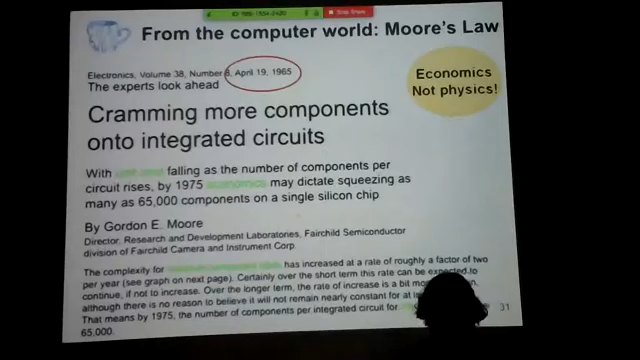 Stop Share
From the computer world: Moore's Law
Electronics, Volume 38, Number 8, April 19, 1965
The experts look ahead
Economics
Not physics!
Cramming more components
onto integrated circuits
With unit cost falling as the number of components per
circuit rises, by 1975 economics may dictate squeezing as
many as 65,000 components on a single silicon chip
By Gordon E. Moore
Director, Research and Development Laboratories, Fairchild Semiconductor
division of Fairchild Camera and Instrument Corp.
The complexity for minimum component costs has increased at a rate of roughly a factor of two
per year (see graph on next page). Certainly over the short term this rate can be expected to
continue, if not to increase. Over the longer term, the rate of increase is a bit
although there is no reason to believe it will not remain nearly constant for at
That means by 1975, the number of components per integrated circuit for
65,000.
31